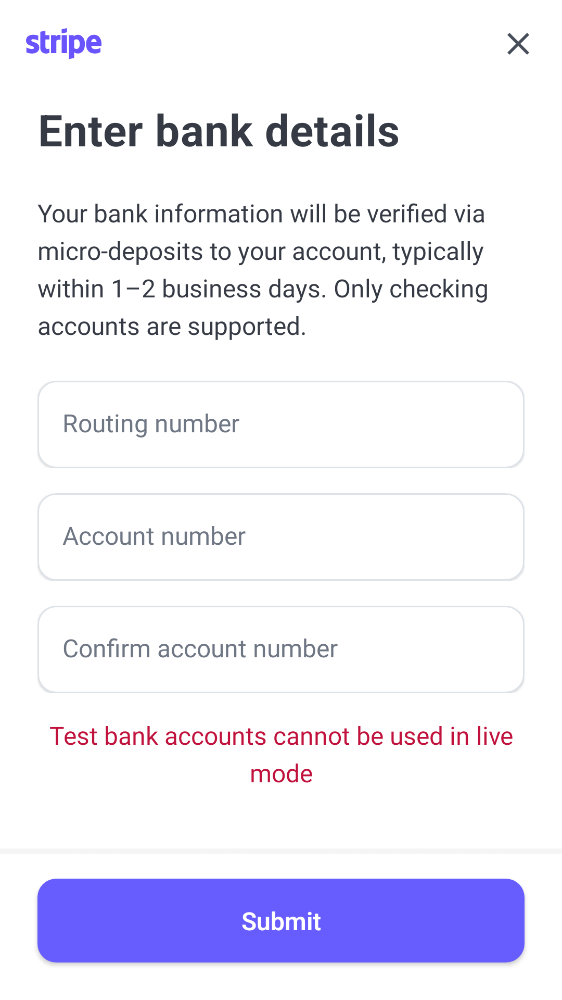 stripe
Enter bank details
Your bank information will be verified via
micro-deposits to your account, typically
within 1–2 business days. Only checking
accounts are supported.
Routing number
Account number
Confirm account number
Test bank accounts cannot be used in live
mode
Submit